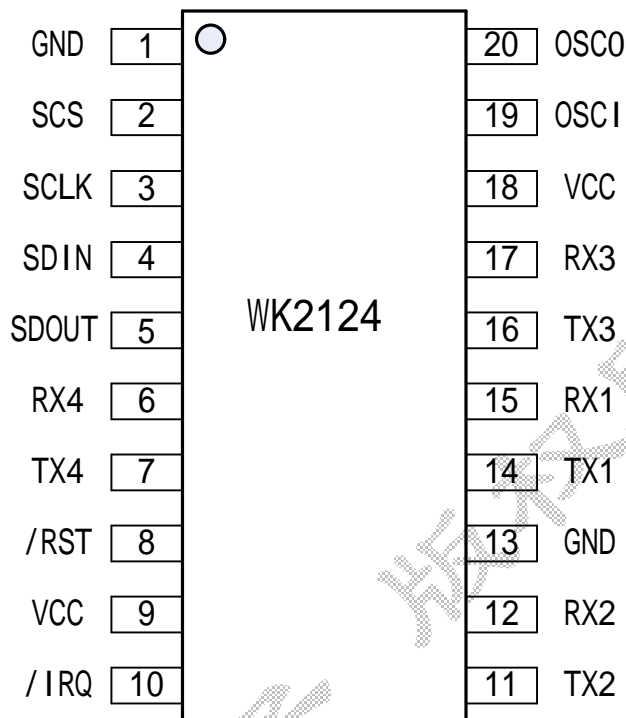 GND 1 20 OSCO
SCS 2 19 OSCI
SCLK 3 18 VCC
SDIN 4 17 RX3
WK2124
SDOUT 5 16 TX3
RX4 6 15 RX1
TX4 7 14 TX1
/RST 8 13 GND
版权
VCC 9 12 RX2
/IRQ 10 11 TX2